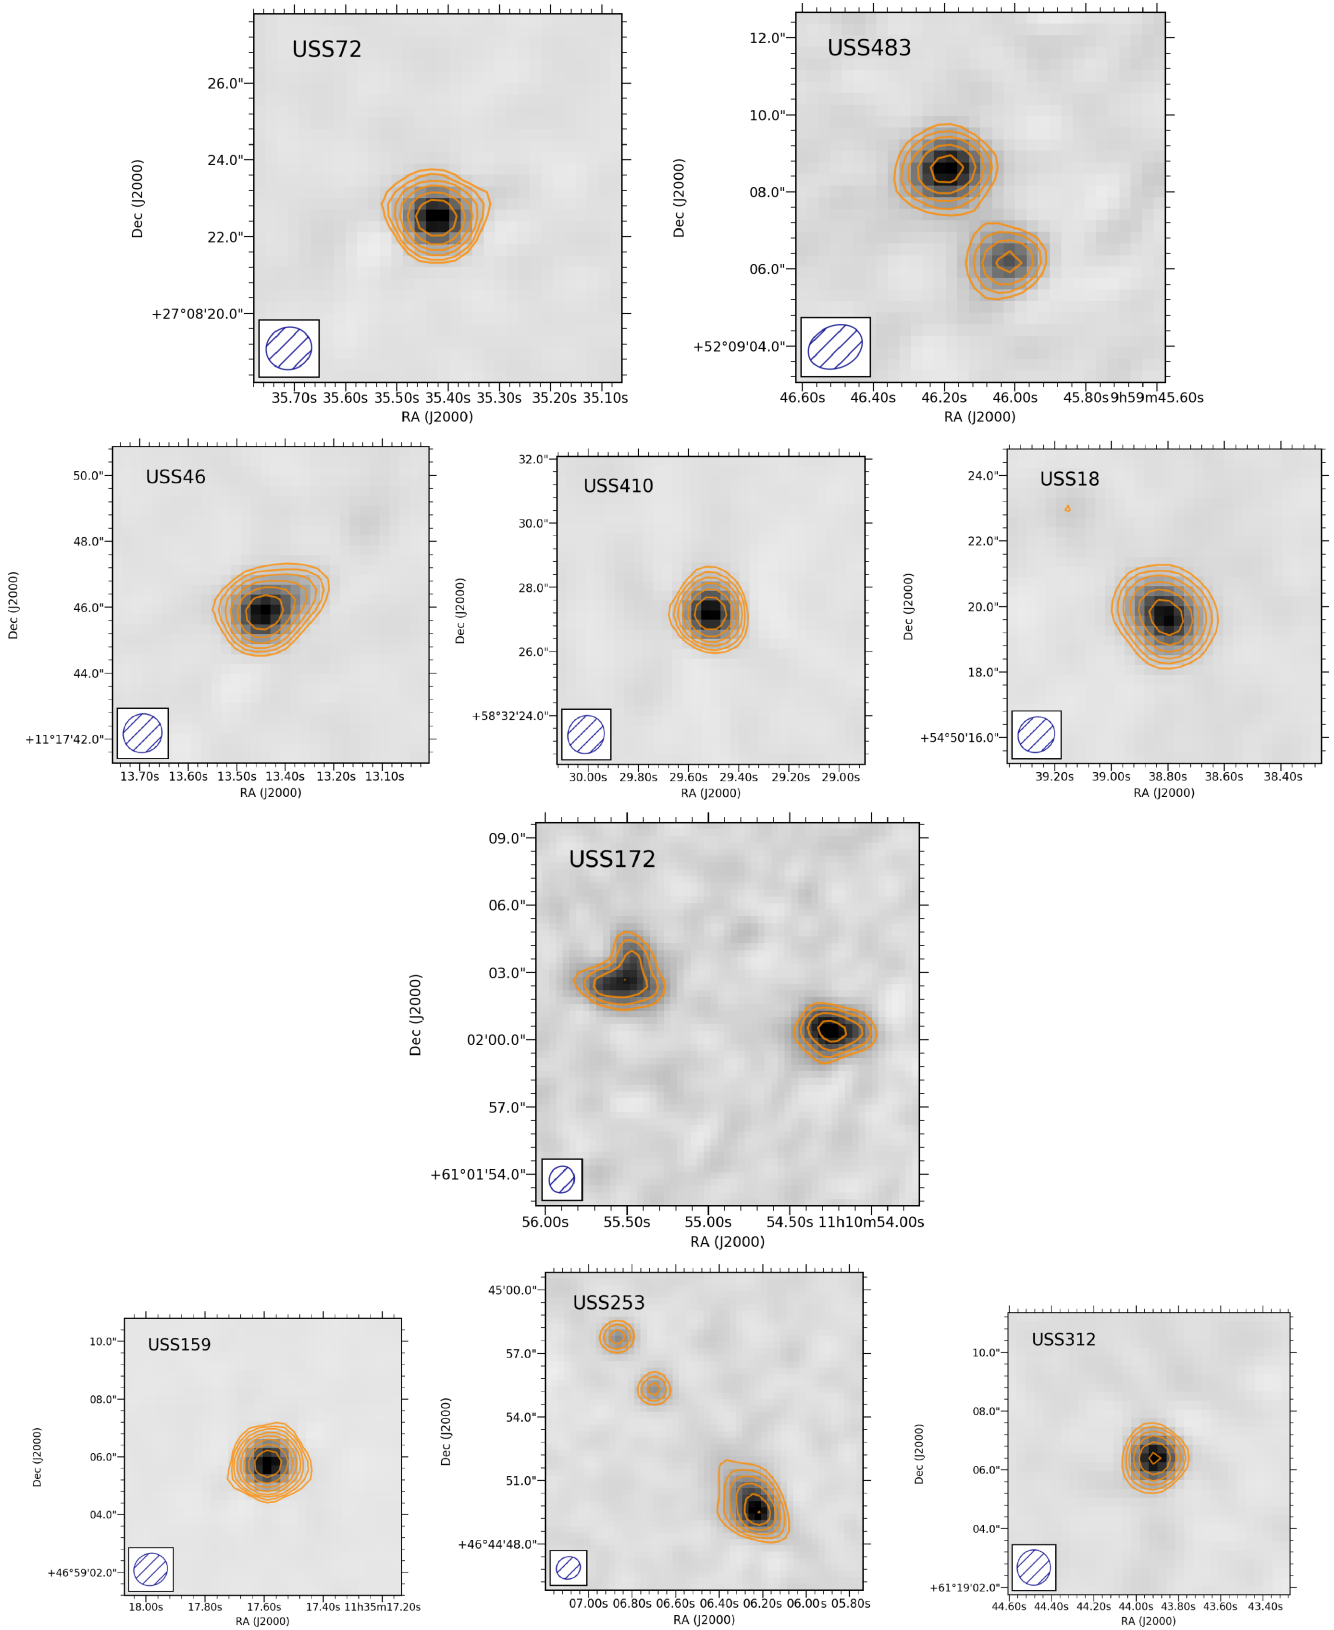 USS72
26.0"
24.0"
22.0"
+27°08'20.0"
Dec (J2000)
35.70s 35.60s 35.50s 35.40s 35.30s 35.20s 35.10s
RA (J2000)
USS483
12.0"
10.0"
08.0"
06.0"
+52°09'04.0"
Dec (J2000)
46.60s 46.40s 46.20s 46.00s 45.80s 9h59m45.60s
RA (J2000)
USS46
50.0"
48.0"
46.0"
44.0"
+11°17'42.0"
Dec (J2000)
13.70s 13.60s 13.50s 13.40s 13.20s 13.10s
RA (J2000)
USS410
32.0"
30.0"
28.0"
26.0"
+58°32'24.0"
Dec (J2000)
30.00s 29.80s 29.60s 29.40s 29.20s 29.00s
RA (J2000)
USS18
24.0"
22.0"
20.0"
18.0"
+54°50'16.0"
Dec (J2000)
39.20s 39.00s 38.80s 38.60s 38.40s
RA (J2000)
USS172
09.0"
06.0"
03.0"
02'00.0"
57.0"
+61°01'54.0"
Dec (J2000)
56.00s 55.50s 55.00s 54.50s 11h10m54.00s
RA (J2000)
USS159
10.0"
08.0"
06.0"
04.0"
+46°59'02.0"
Dec (J2000)
18.00s 17.80s 17.60s 17.40s 11h35m17.20s
RA (J2000)
USS253
45'00.0"
57.0"
54.0"
51.0"
+46°44'48.0"
Dec (J2000)
07.00s 06.80s 06.60s 06.40s 06.20s 06.00s 05.80s
RA (J2000)
USS312
10.0"
08.0"
06.0"
04.0"
+61°19'02.0"
Dec (J2000)
44.60s 44.40s 44.20s 44.00s 43.80s 43.60s 43.40s
RA (J2000)